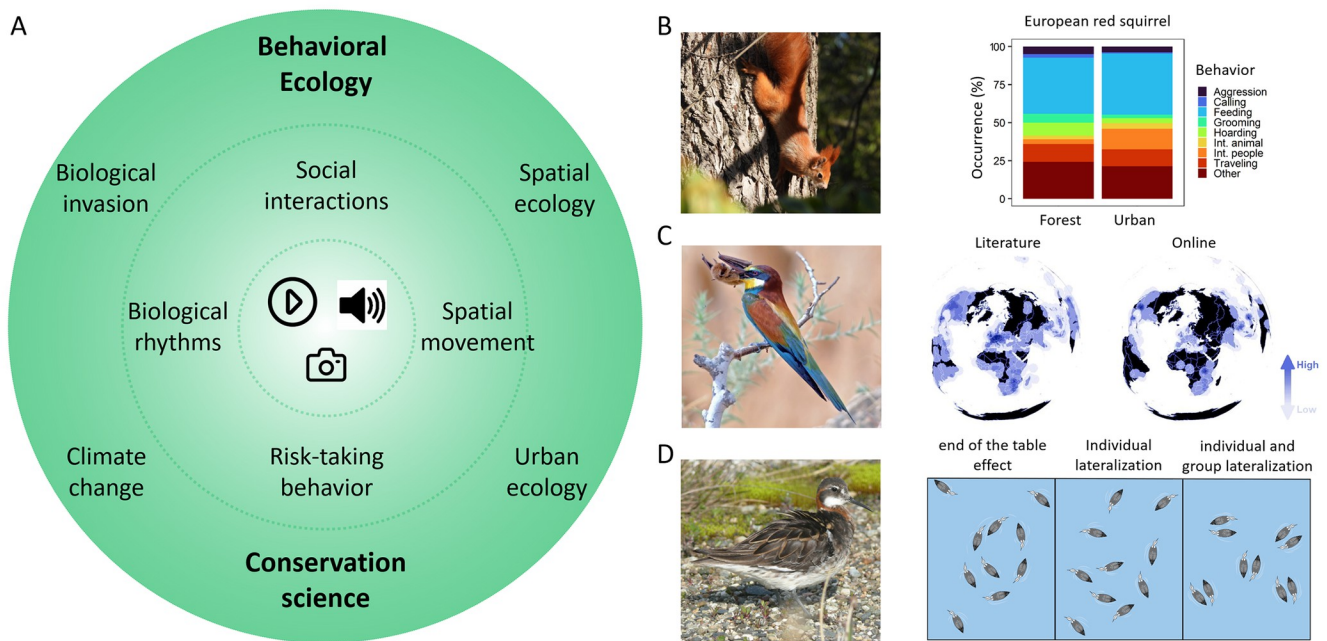 A
Behavioral
Ecology
Biological
invasion
Social
interactions
Spatial
ecology
Biological
rhythms
Spatial
movement
Climate
change
Risk-taking
behavior
Urban
ecology
Conservation
science
B
European red squirrel
Occurrence (%)
100
75
50
25
0
Forest
Urban
Behavior
Aggression
Calling
Feeding
Grooming
Hoarding
Int. animal
Int. people
Traveling
Other
C
Literature
Online
High
Low
D
end of the table
effect
Individual
lateralization
individual and
group lateralization